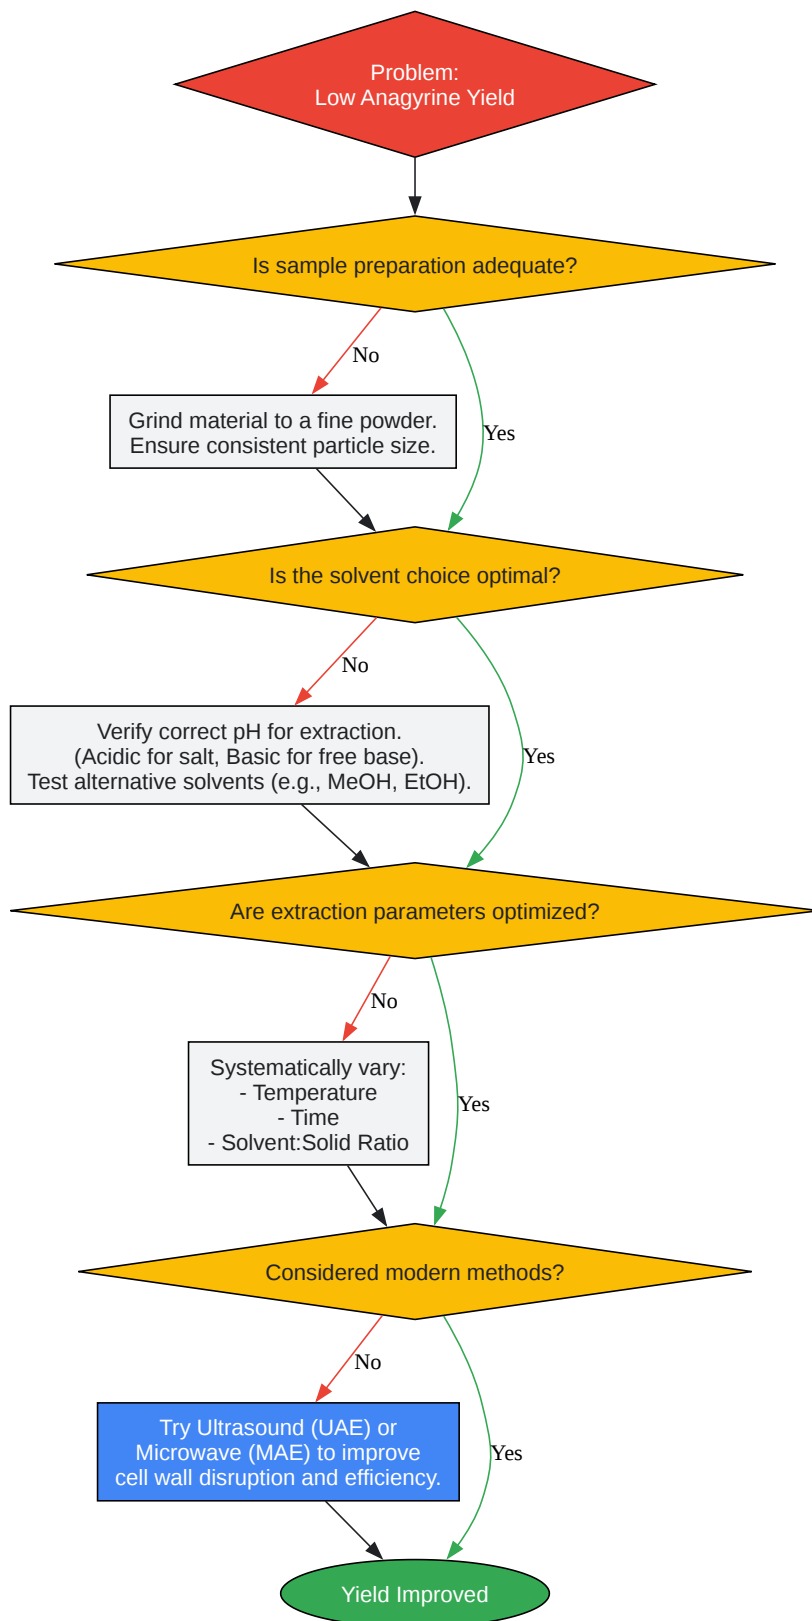 Problem:
Low Anagyrine Yield
Is sample preparation adequate?
No
Grind material to a fine powder.
Ensure consistent particle size.
Yes
Is the solvent choice optimal?
No
Verify correct pH for extraction.
(Acidic for salt, Basic for free base).
Test alternative solvents (e.g., MeOH, EtOH).
Yes
Are extraction parameters optimized?
No
Systematically vary:
- Temperature
- Time
- Solvent:Solid Ratio
Yes
Considered modern methods?
No
Try Ultrasound (UAE) or
Microwave (MAE) to improve
cell wall disruption and efficiency.
Yes
Yield Improved